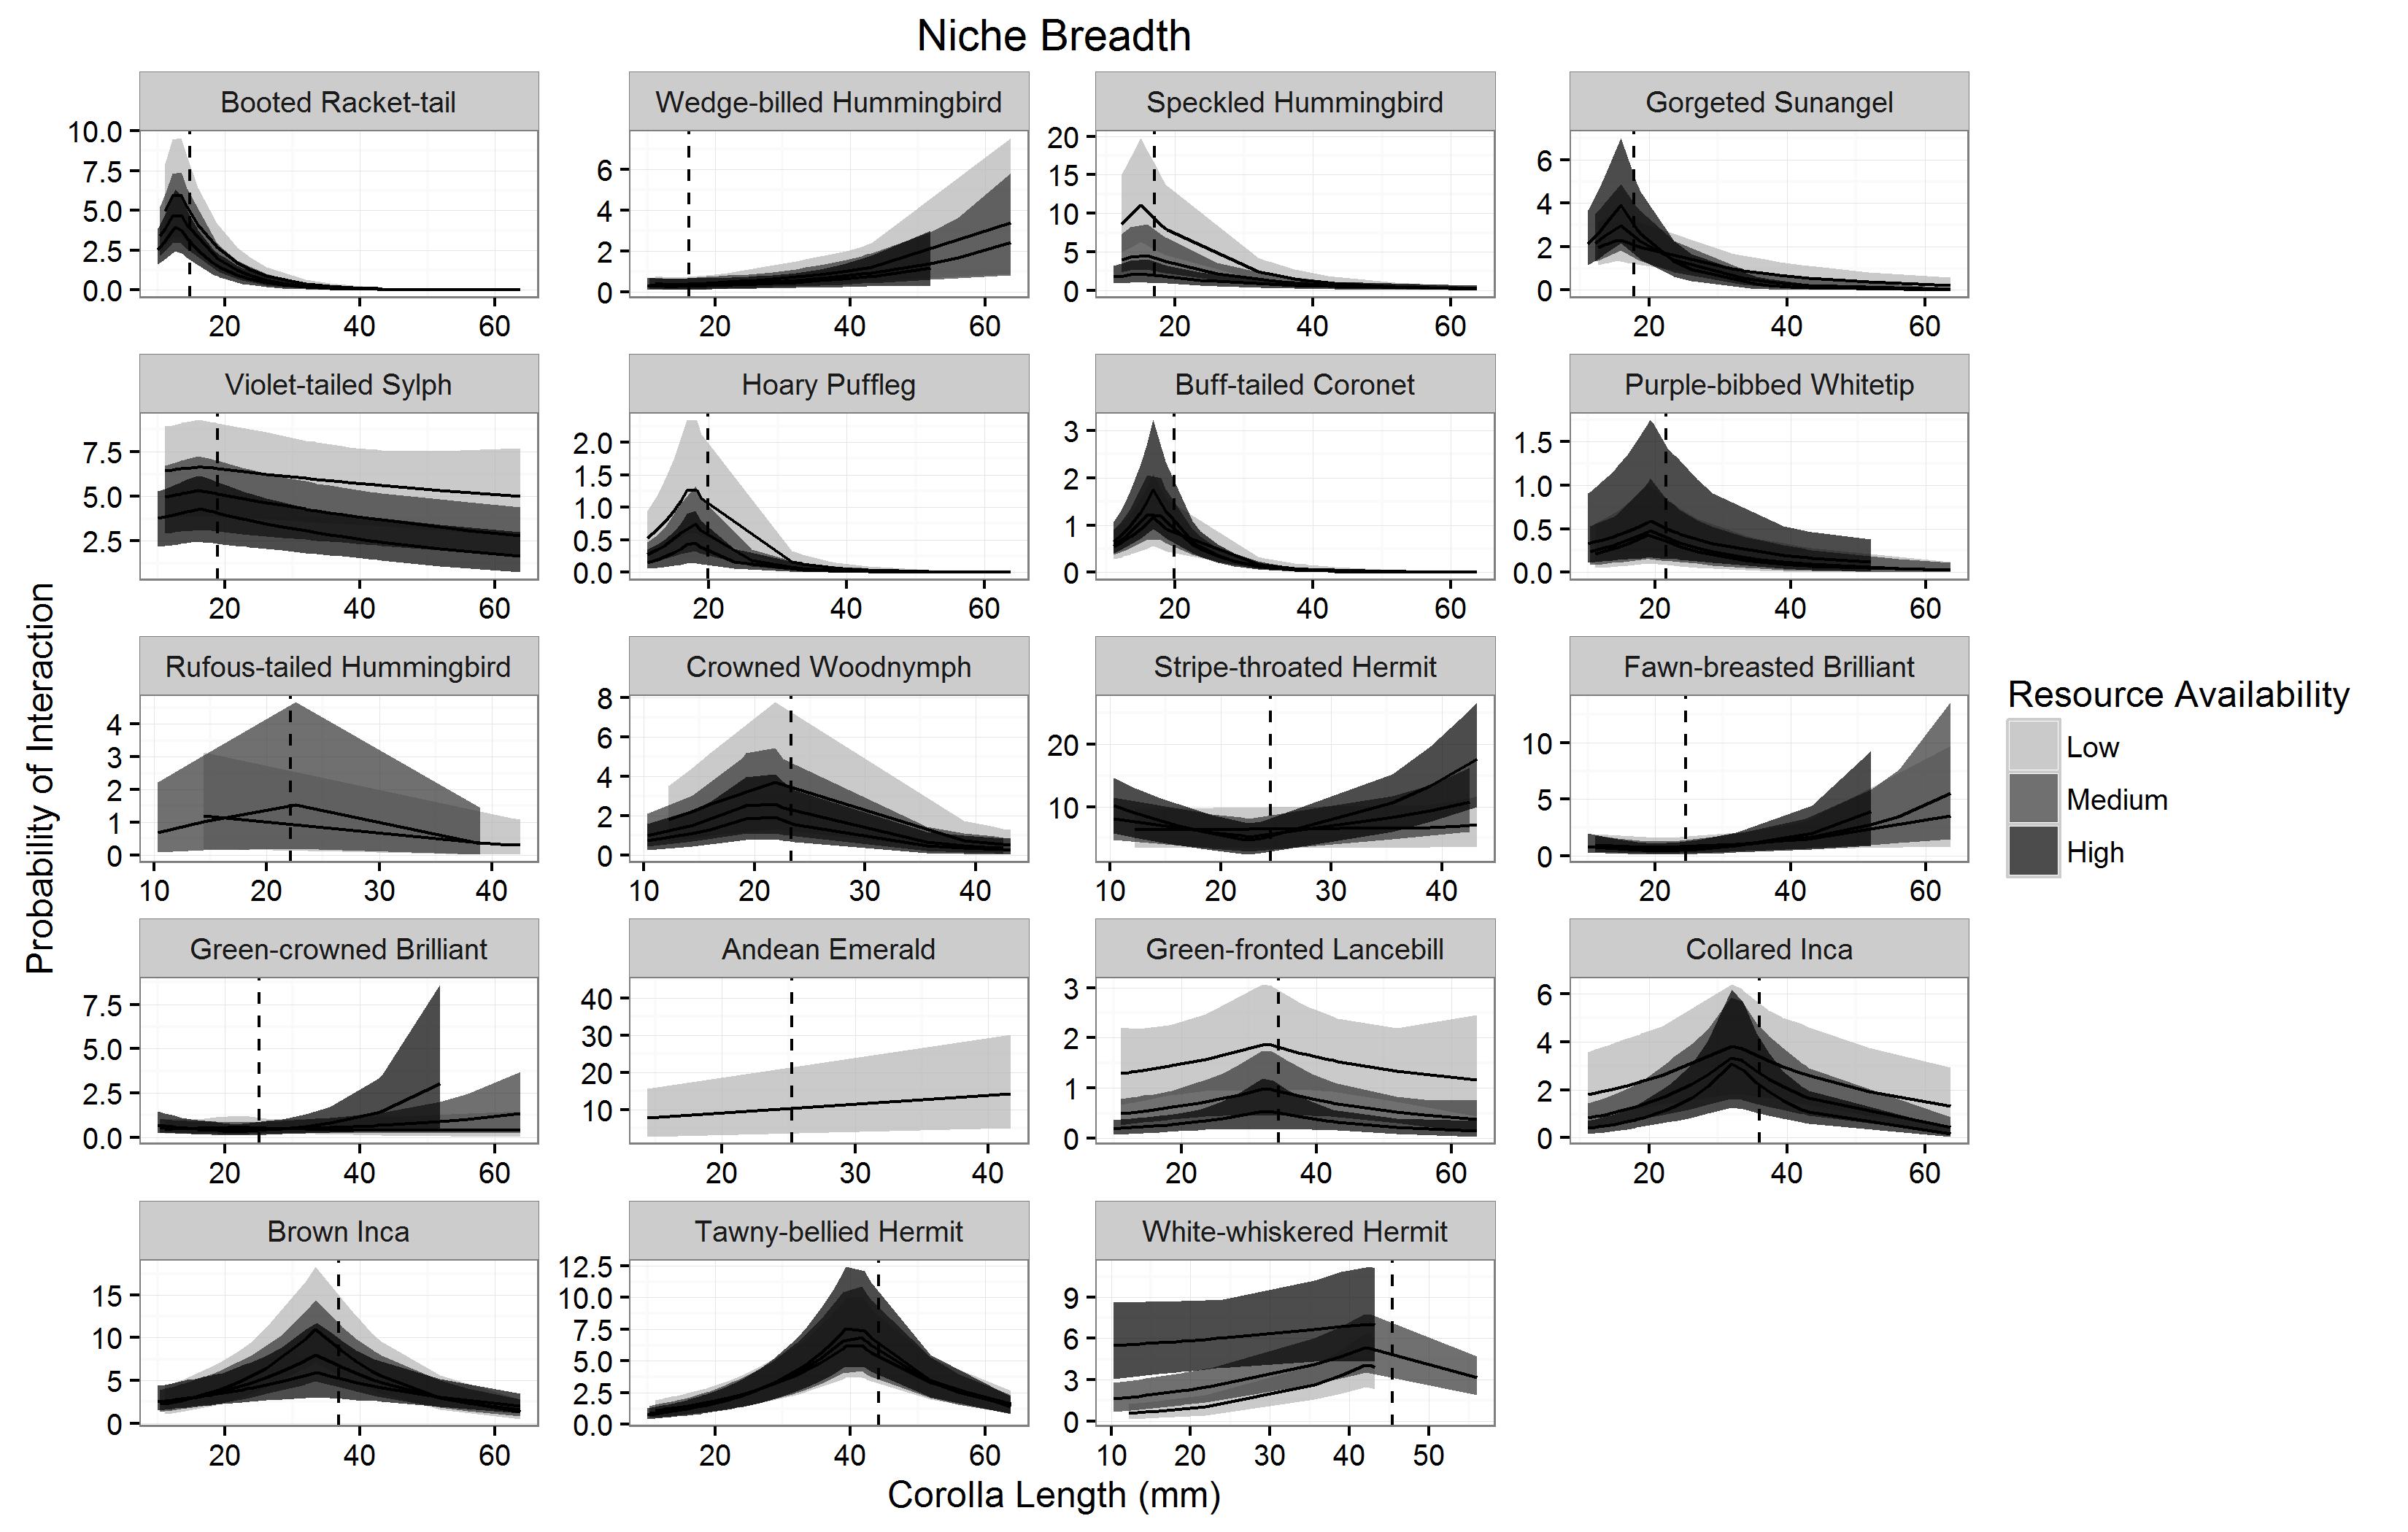 Niche Breadth
Booted Racket-tail
Wedge-billed Hummingbird
Speckled Hummingbird
Gorgeted Sunangel
10.0
7.5
5.0
2.5
0.0
20 40 60
6
4
2
0
20 40 60
20
15
10
5
0
20 40 60
6
4
2
0
20 40 60
Violet-tailed Sylph
Hoary Puffleg
Buff-tailed Coronet
Purple-bibbed Whitetip
7.5
5.0
2.5
20 40 60
2.0
1.5
1.0
0.5
0.0
20 40 60
3
2
1
0
20 40 60
1.5
1.0
0.5
0.0
20 40 60
Rufous-tailed Hummingbird
Crowned Woodnymph
Stripe-throated Hermit
Fawn-breasted Brilliant
4
3
2
1
0
10 20 30 40
8
6
4
2
0
10 20 30 40
20
10
10 20 30 40
10
5
0
20 40 60
Green-crowned Brilliant
Andean Emerald
Green-fronted Lancebill
Collared Inca
7.5
5.0
2.5
0.0
20 40 60
40
30
20
10
20 30 40
3
2
1
0
20 40 60
6
4
2
0
20 40 60
Brown Inca
Tawny-bellied Hermit
White-whiskered Hermit
15
10
5
0
20 40 60
12.5
10.0
7.5
5.0
2.5
0.0
20 40 60
9
6
3
0
10 20 30 40 50
Probability of Interaction
Corolla Length (mm)
Resource Availability
Low
Medium
High